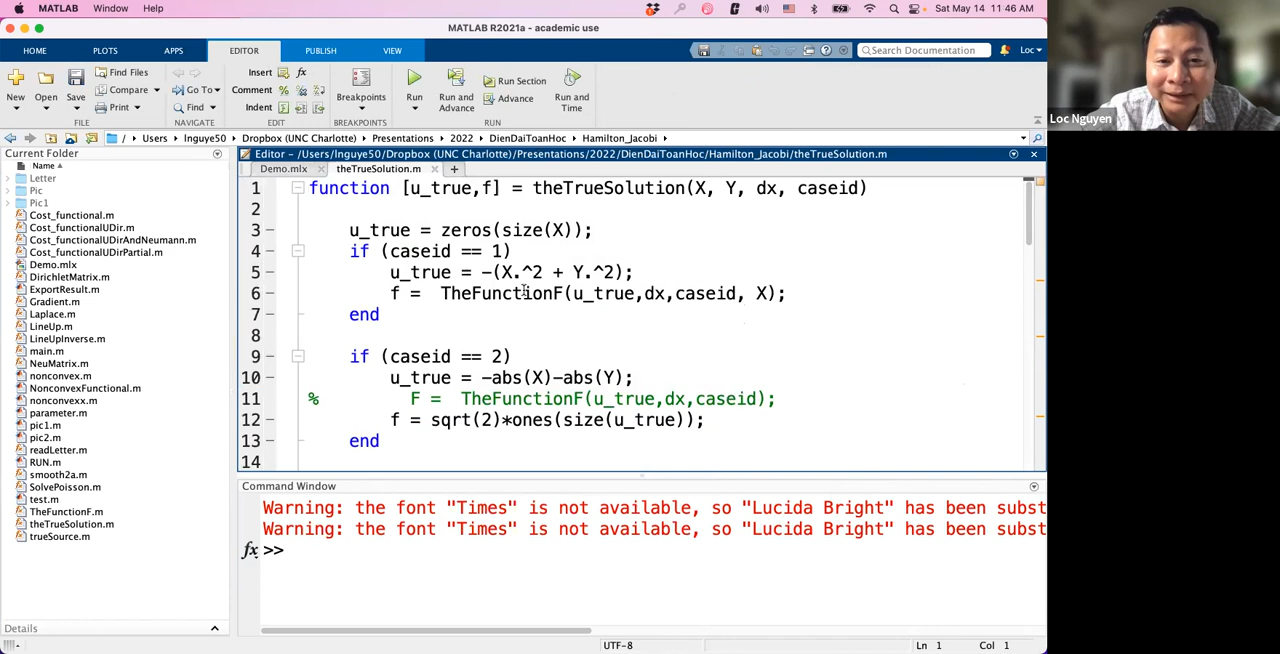 MATLAB Window Help Sat May 14 11:46 AM
MATLAB R2021a - academic use
HOME PLOTS APPS EDITOR PUBLISH VIEW Search Documentation Loc
New Open Save Find Files Compare Print Go To Find Insert Comment Indent Breakpoints Run Run and Advance Run Section Advance Run and Time
FILE NAVIGATE EDIT BREAKPOINTS RUN
Loc Nguyen
/ Users lnguye50 Dropbox (UNC Charlotte) Presentations 2022 DienDaiToanHoc Hamilton_Jacobi
Current Folder
Name
Letter
Pic
Pic1
Cost_functional.m
Cost_functionalUDir.m
Cost_functionalUDirAndNeumann.m
Cost_functionalUDirPartial.m
Demo.mlx
DirichletMatrix.m
ExportResult.m
Gradient.m
Laplace.m
LineUp.m
LineUpInverse.m
main.m
NeuMatrix.m
nonconvex.m
NonconvexFunctional.m
nonconvexx.m
parameter.m
pic1.m
pic2.m
readLetter.m
RUN.m
smooth2a.m
SolvePoisson.m
test.m
TheFunctionF.m
theTrueSolution.m
trueSource.m
Details
Editor - /Users/lnguye50/Dropbox (UNC Charlotte)/Presentations/2022/DienDaiToanHoc/Hamilton_Jacobi/theTrueSolution.m
Demo.mlx theTrueSolution.m
1 function [u_true,f] = theTrueSolution(X, Y, dx, caseid)
2
3 u_true = zeros(size(X));
4 if (caseid == 1)
5 u_true = -(X.^2 + Y.^2);
6 f = TheFunctionF(u_true,dx,caseid, X);
7 end
8
9 if (caseid == 2)
10 u_true = -abs(X)-abs(Y);
11 % F = TheFunctionF(u_true,dx,caseid);
12 f = sqrt(2)*ones(size(u_true));
13 end
14
Command Window
Warning: the font "Times" is not available, so "Lucida Bright" has been subst
Warning: the font "Times" is not available, so "Lucida Bright" has been subst
fx >>
UTF-8 Ln 1 Col 1